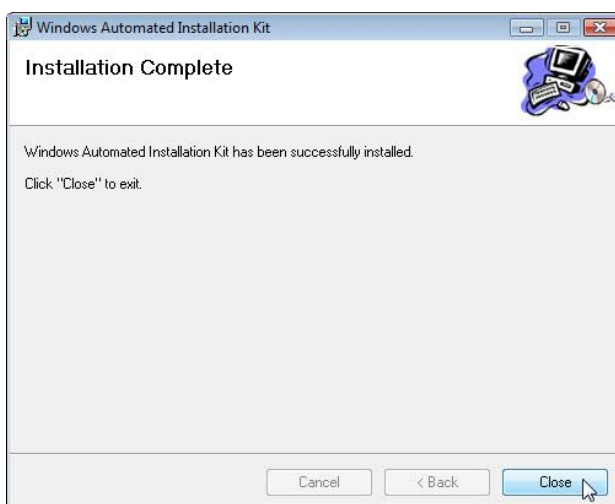 Windows Automated Installation Kit
Installation Complete
Windows Automated Installation Kit has been successfully installed.
Click "Close" to exit.
Cancel
< Back
Close